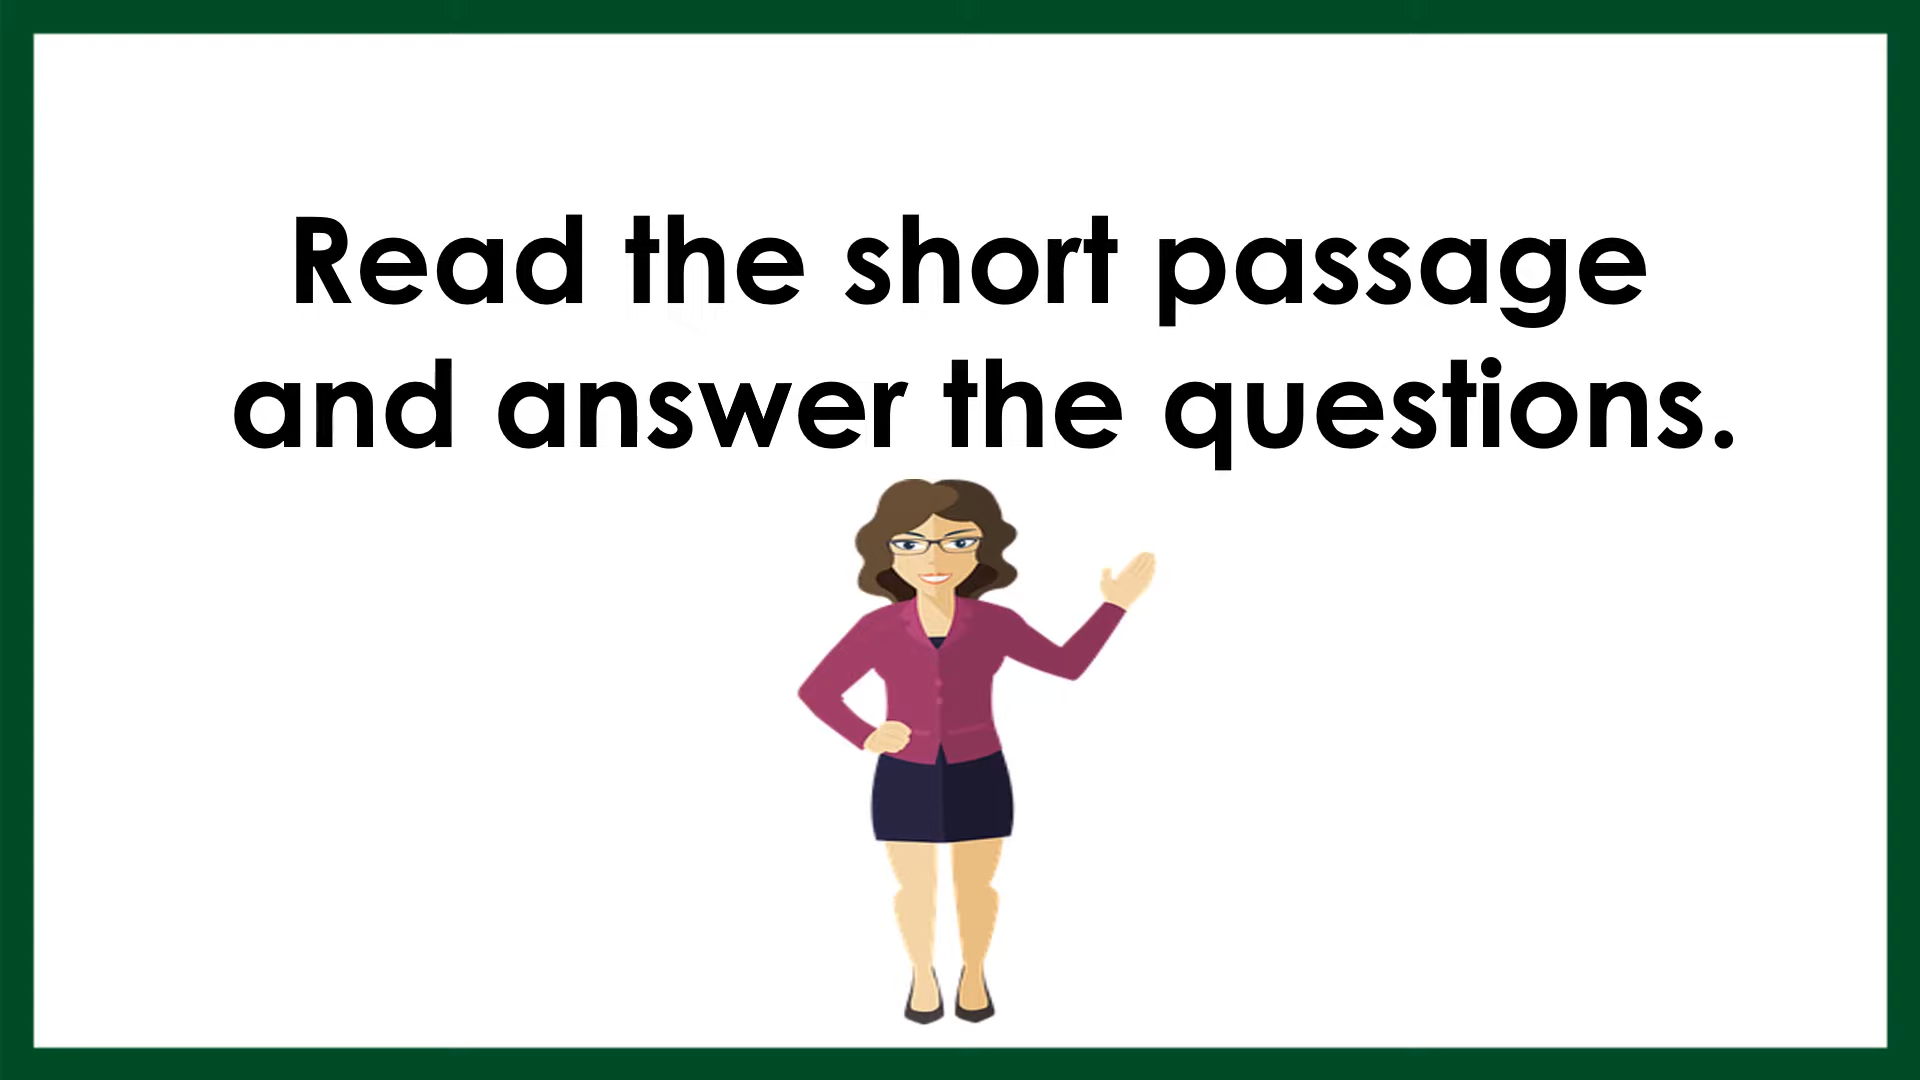 Read the short passage
and answer the questions.